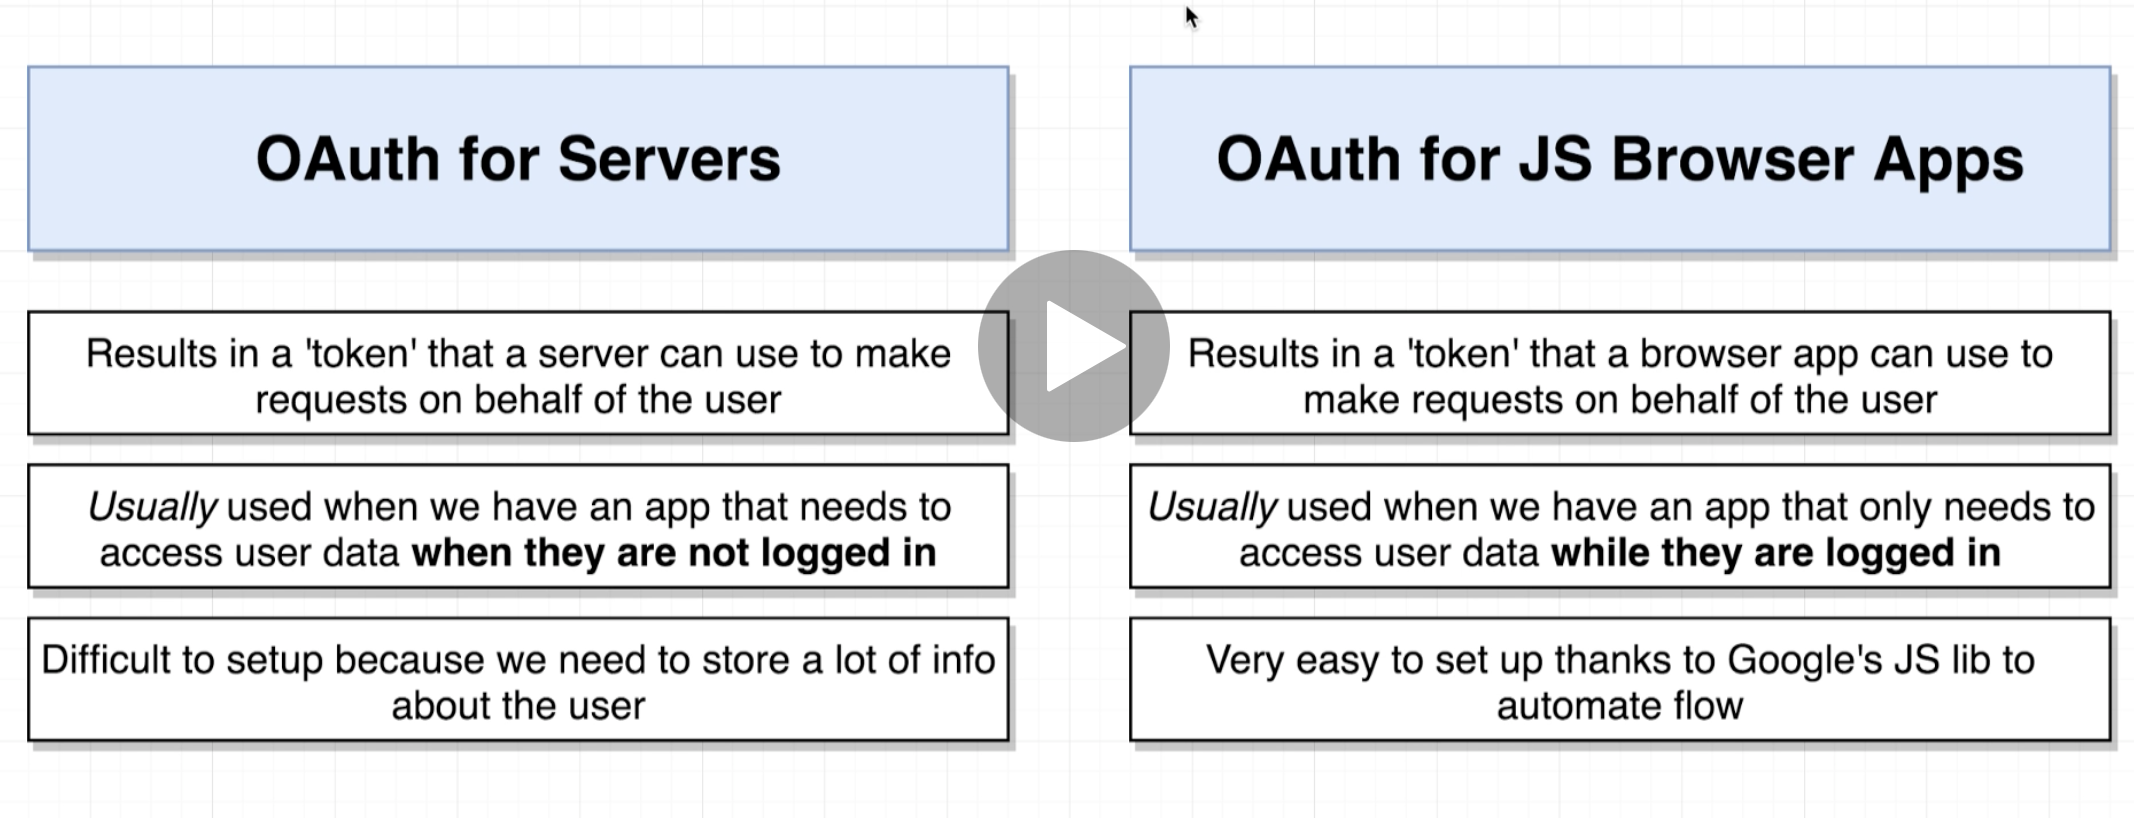 OAuth for Servers
Results in a 'token' that a server can use to make
requests on behalf of the user
Usually used when we have an app that needs to
access user data when they are not logged in
Difficult to setup because we need to store a lot of info
about the user
OAuth for JS Browser Apps
Results in a 'token' that a browser app can use to
make requests on behalf of the user
Usually used when we have an app that only needs to
access user data while they are logged in
Very easy to set up thanks to Google's JS lib to
automate flow